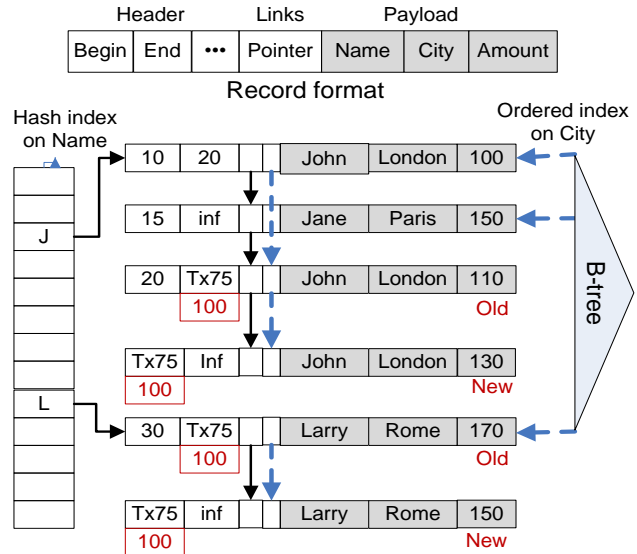 Header Links Payload
Begin End ••• Pointer Name City Amount
Record format
Hash index
on Name
Ordered index
on City
10 20 John London 100
J
15 inf Jane Paris 150
20 Tx75 John London 110
100 Old
B-tree
Tx75 Inf John London 130
100 New
L
30 Tx75 Larry Rome 170
100 Old
Tx75 inf Larry Rome 150
100 New